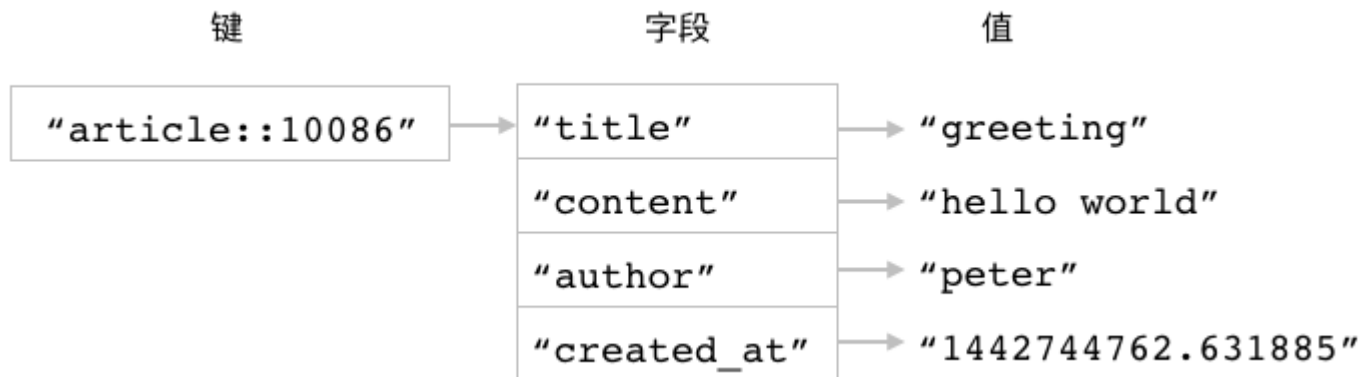 键 字段 值
“article::10086” “title” “greeting”
“content” “hello world”
“author” “peter”
“created_at” “1442744762.631885”